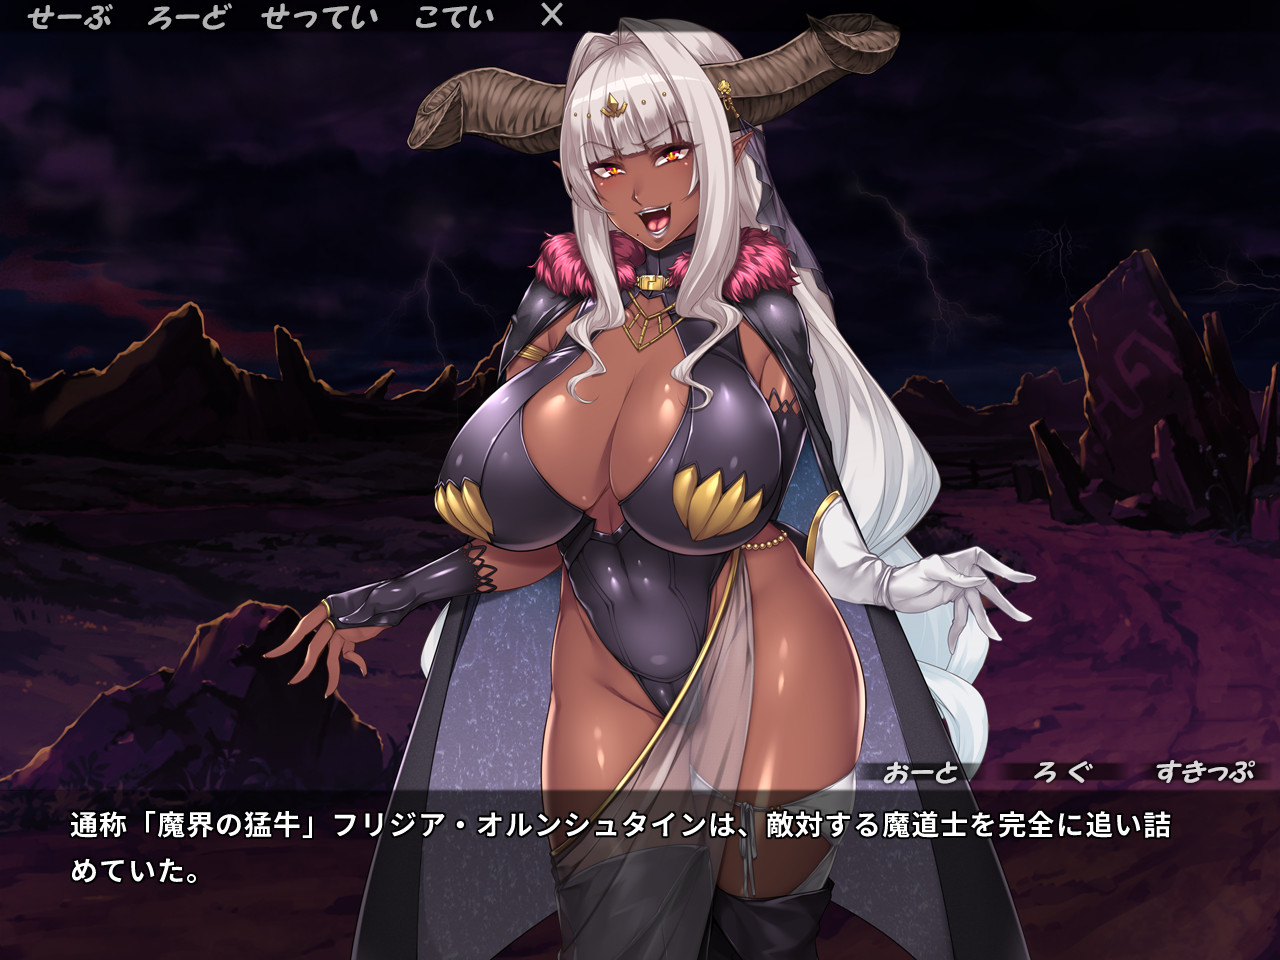 せーぶ ろーど せってい こてい ×
おーと ろぐ すきっぷ
通称「魔界の猛牛」フリジア・オルンシュタインは、敵対する魔道士を完全に追い詰
めていた。